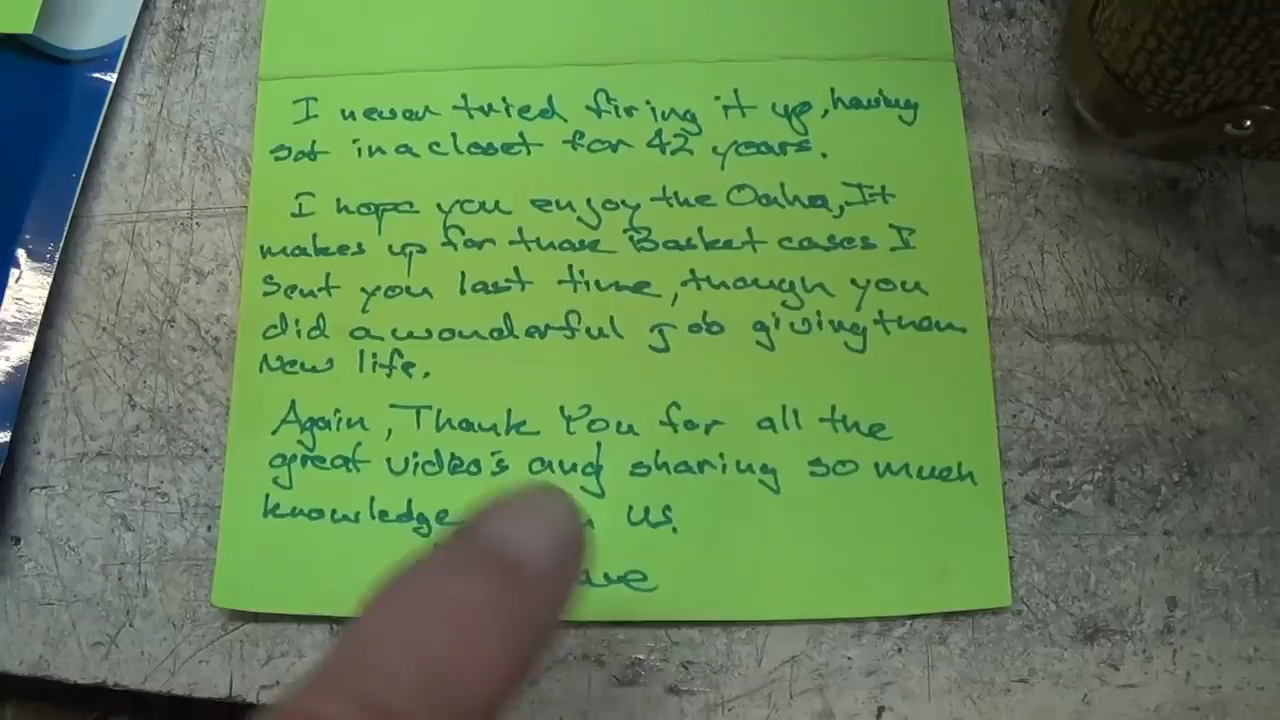 I never tried firing it up, having
sat in a closet for 42 years.
I hope you enjoy the Oaha, It
makes up for those Basket cases I
sent you last time, though you
did a wonderful job giving them
New life.
Again, Thank You for all the
great video's and sharing so much
knowledge us.